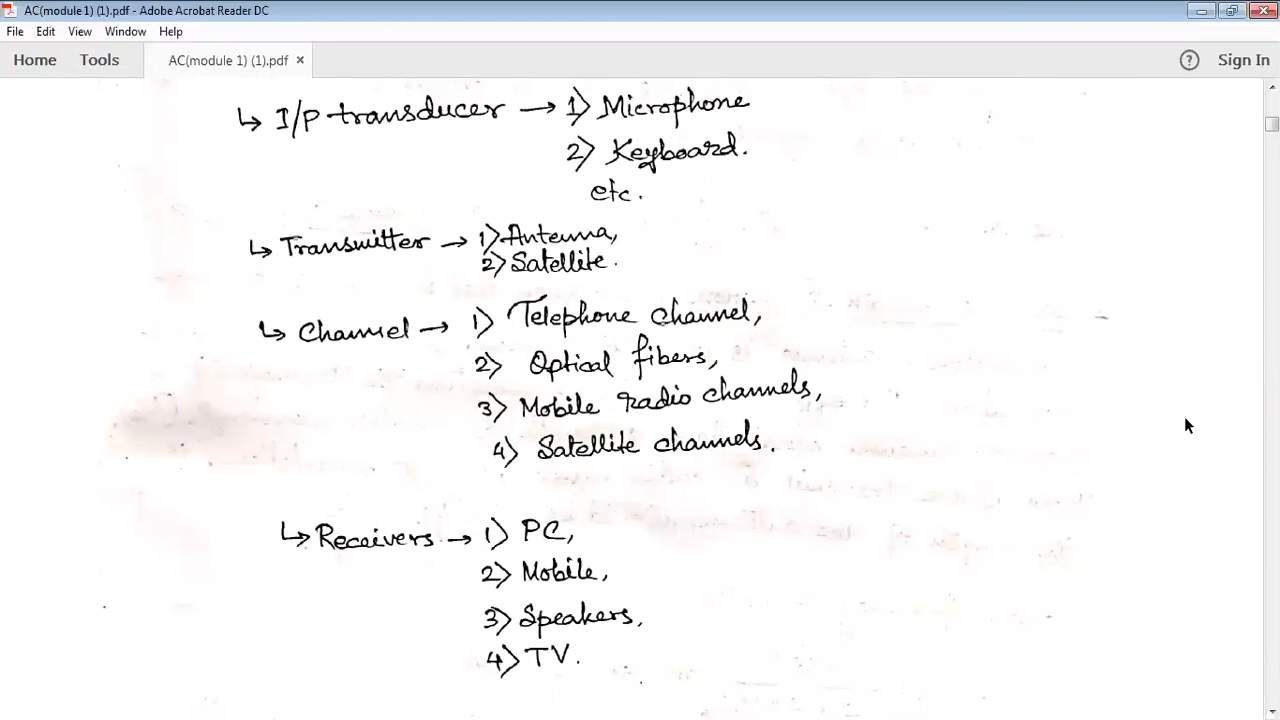 AC(module 1) (1).pdf - Adobe Acrobat Reader DC
File Edit View Window Help
Home Tools AC(module 1) (1).pdf × ? Sign In
↳ I/P transducer → 1) Microphone
2) Keyboard.
etc.
↳ Transmitter → 1) Antenna,
2) Satellite.
↳ Channel → 1) Telephone channel,
2) Optical fibers,
3) Mobile radio channels,
4) Satellite channels.
↳ Receivers → 1) PC,
2) Mobile,
3) Speakers,
4) TV.